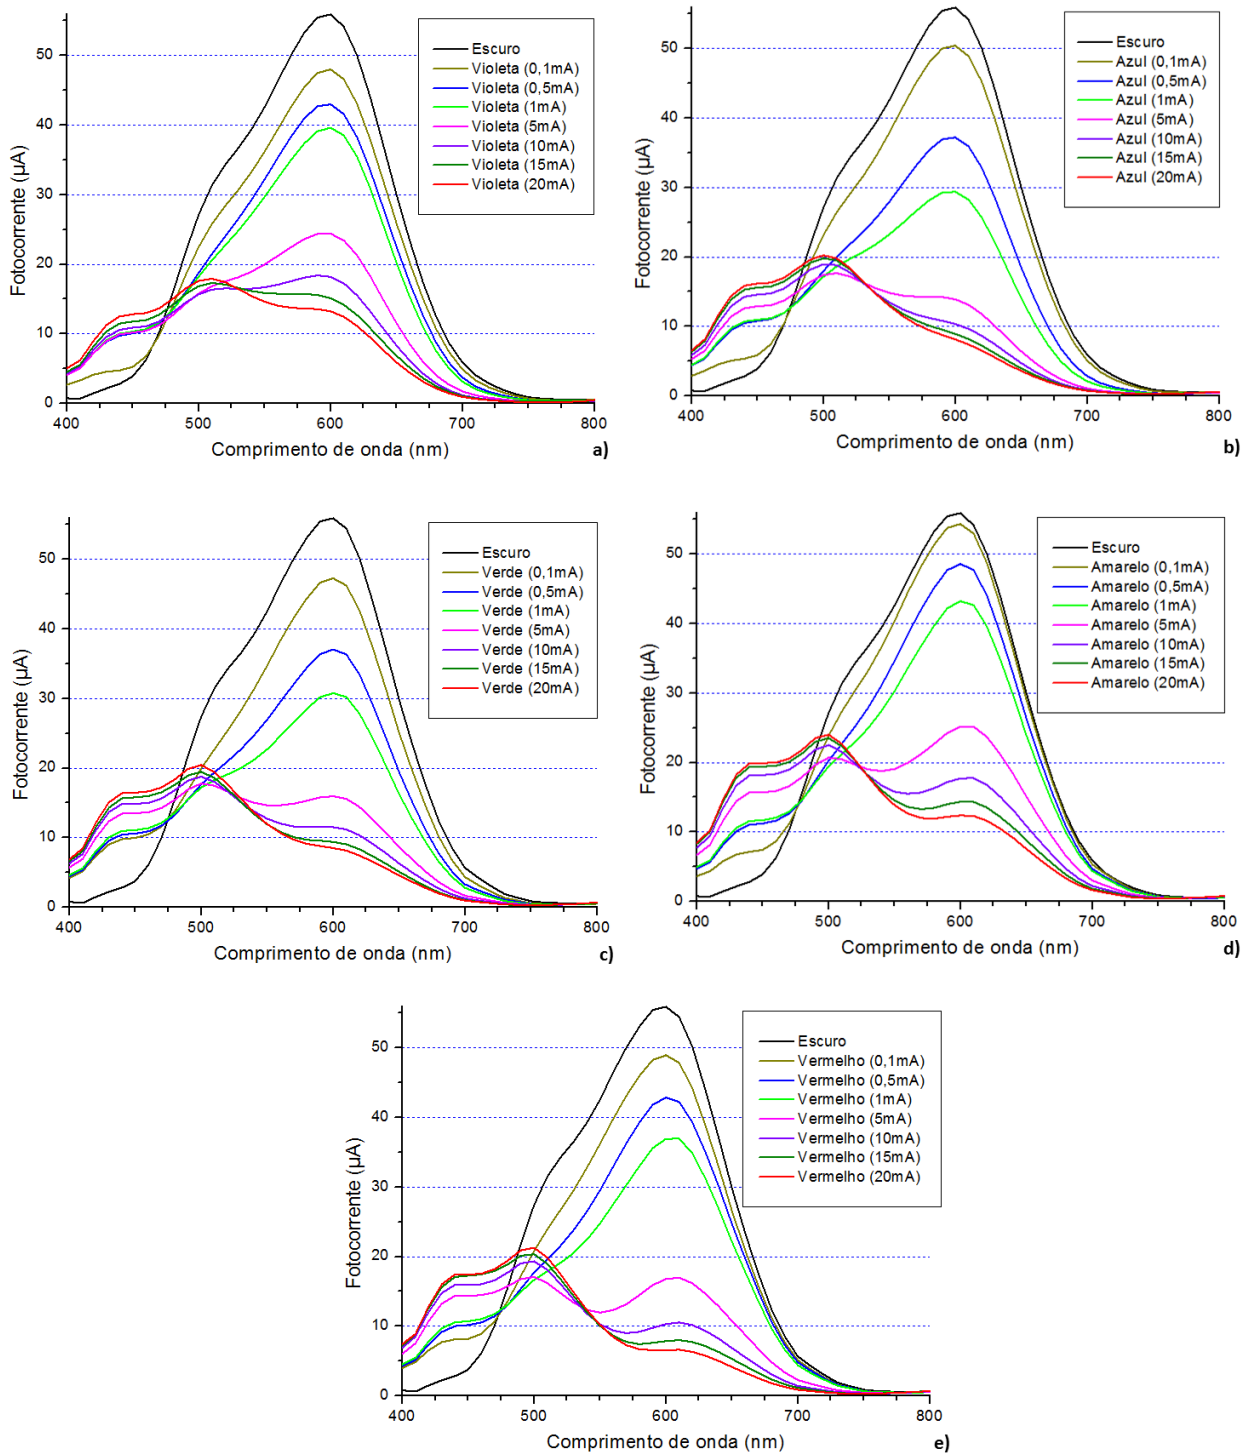 Fotocorrente (µA)
50
40
30
20
10
0
Escuro
Violeta (0,1mA)
Violeta (0,5mA)
Violeta (1mA)
Violeta (5mA)
Violeta (10mA)
Violeta (15mA)
Violeta (20mA)
400 500 600 700 800
Comprimento de onda (nm)
a)
Fotocorrente (µA)
50
40
30
20
10
0
Escuro
Azul (0,1mA)
Azul (0,5mA)
Azul (1mA)
Azul (5mA)
Azul (10mA)
Azul (15mA)
Azul (20mA)
400 500 600 700 800
Comprimento de onda (nm)
b)
Fotocorrente (µA)
50
40
30
20
10
0
Escuro
Verde (0,1mA)
Verde (0,5mA)
Verde (1mA)
Verde (5mA)
Verde (10mA)
Verde (15mA)
Verde (20mA)
400 500 600 700 800
Comprimento de onda (nm)
c)
Fotocorrente (µA)
50
40
30
20
10
0
Escuro
Amarelo (0,1mA)
Amarelo (0,5mA)
Amarelo (1mA)
Amarelo (5mA)
Amarelo (10mA)
Amarelo (15mA)
Amarelo (20mA)
400 500 600 700 800
Comprimento de onda (nm)
d)
Fotocorrente (µA)
50
40
30
20
10
0
Escuro
Vermelho (0,1mA)
Vermelho (0,5mA)
Vermelho (1mA)
Vermelho (5mA)
Vermelho (10mA)
Vermelho (15mA)
Vermelho (20mA)
400 500 600 700 800
Comprimento de onda (nm)
e)